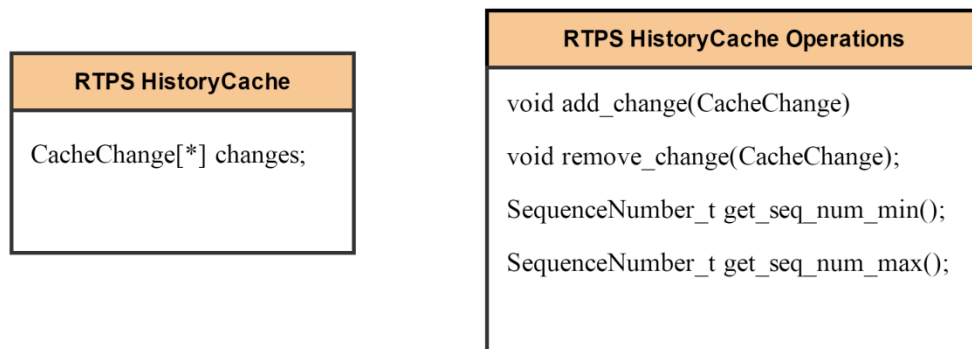 RTPS HistoryCache
CacheChange[*] changes;
RTPS HistoryCache Operations
void add_change(CacheChange)
void remove_change(CacheChange);
SequenceNumber_t get_seq_num_min();
SequenceNumber_t get_seq_num_max();